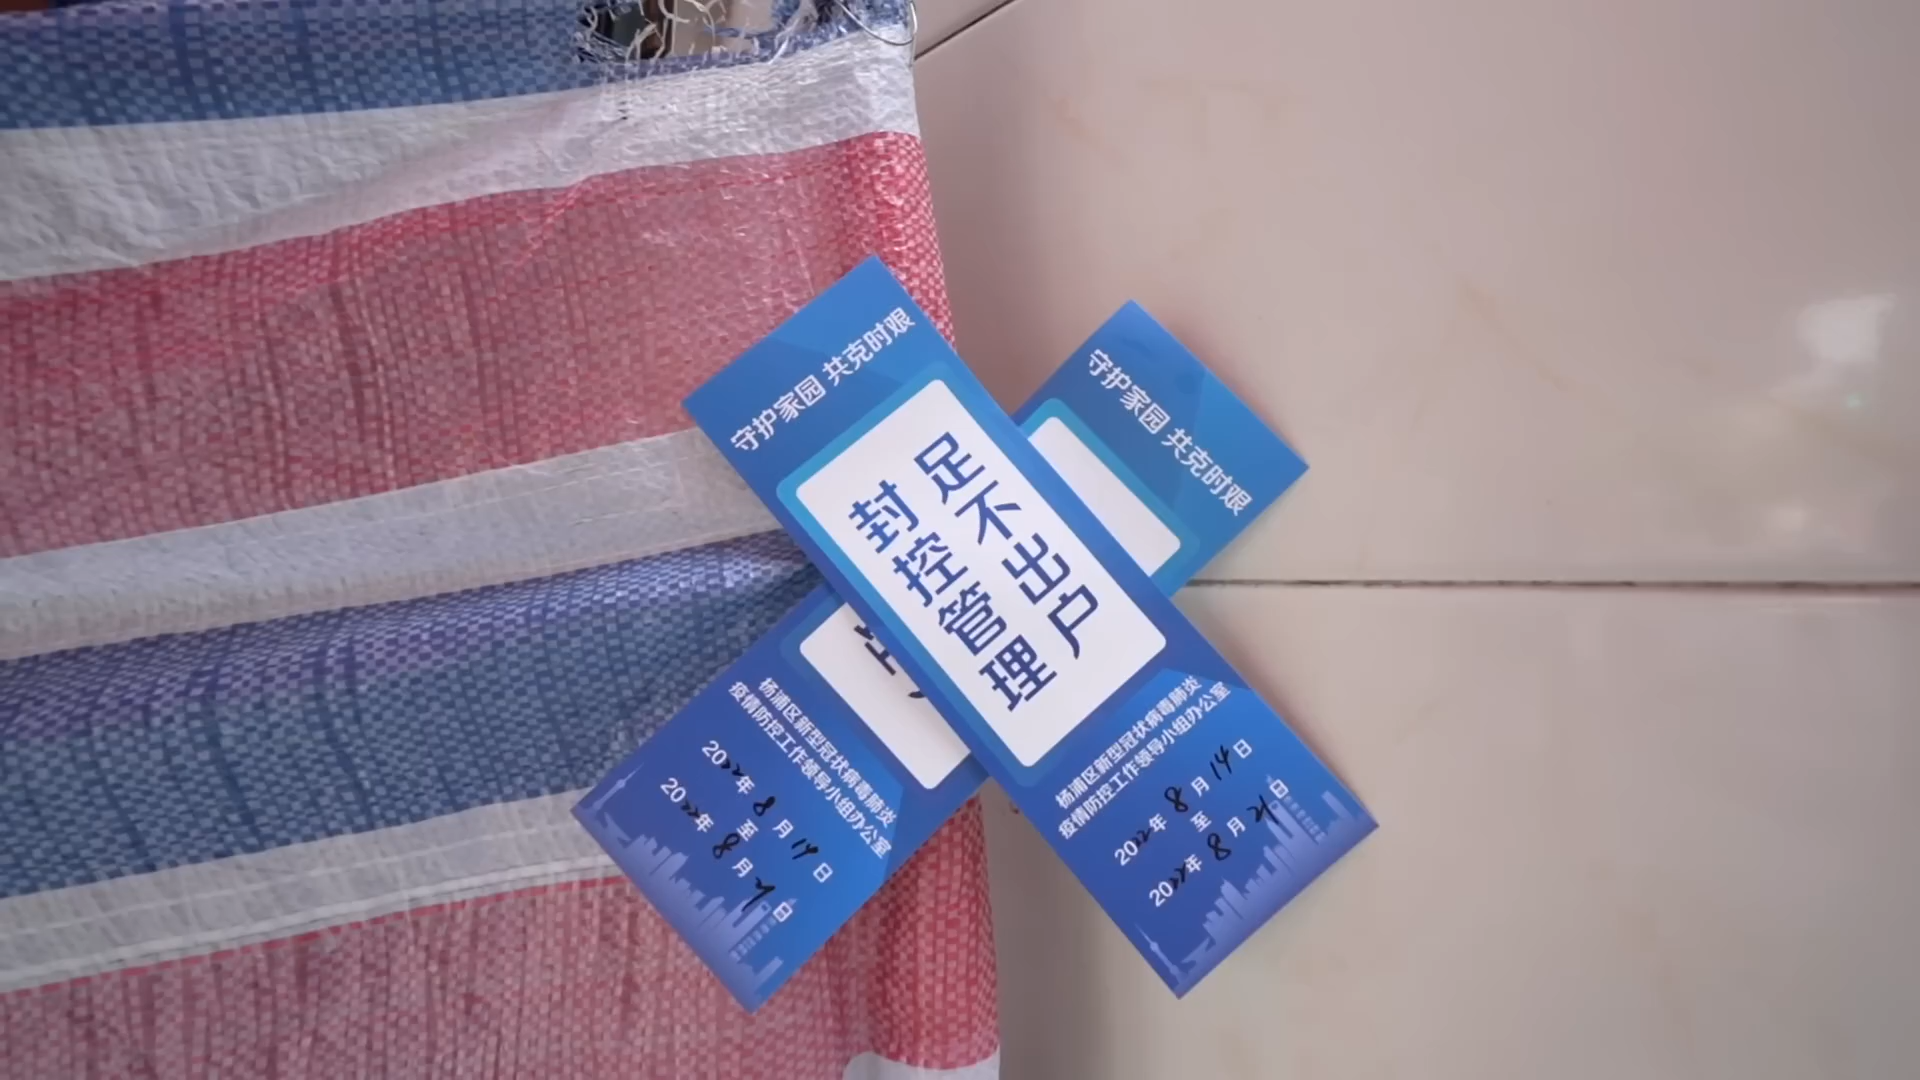 守护家园 共克时艰
足不出户
封控管理
杨浦区新型冠状病毒肺炎
疫情防控工作领导小组办公室
2022年8月14日
至
2022年8月21日
守护家园 共克时艰
杨浦区新型冠状病毒肺炎
疫情防控工作领导小组办公室
2022年8月14日
至
2022年8月21日